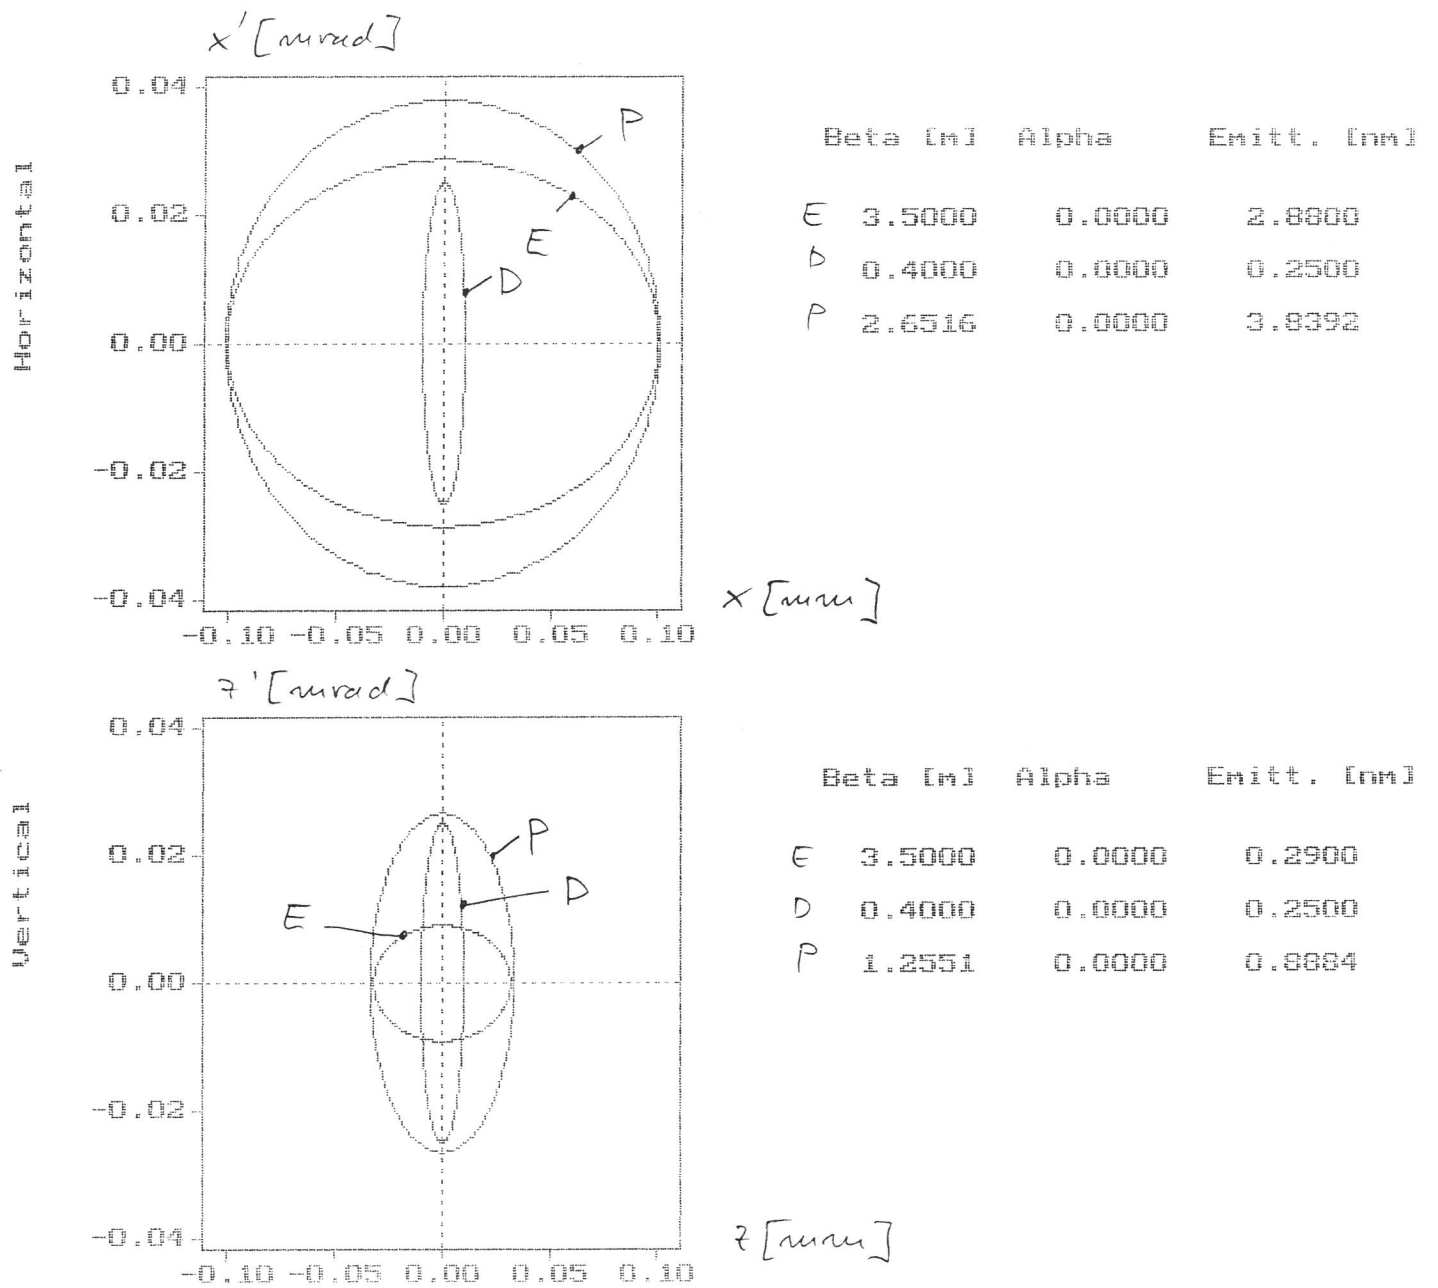 x' [mrad]
0.04
P
Beta [m] Alpha Emitt. [nm]
Horizontal
0.02
E 3.5000 0.0000 2.8800
E
D
D 0.4000 0.0000 0.2500
P 2.6516 0.0000 3.8392
0.00
-0.02
-0.04
x [mm]
-0.10 -0.05 0.00 0.05 0.10
z' [mrad]
0.04
Beta [m] Alpha Emitt. [nm]
Vertical
P
0.02
E 3.5000 0.0000 0.2900
D
E
D 0.4000 0.0000 0.2500
P 1.2551 0.0000 0.8884
0.00
-0.02
-0.04
z [mm]
-0.10 -0.05 0.00 0.05 0.10